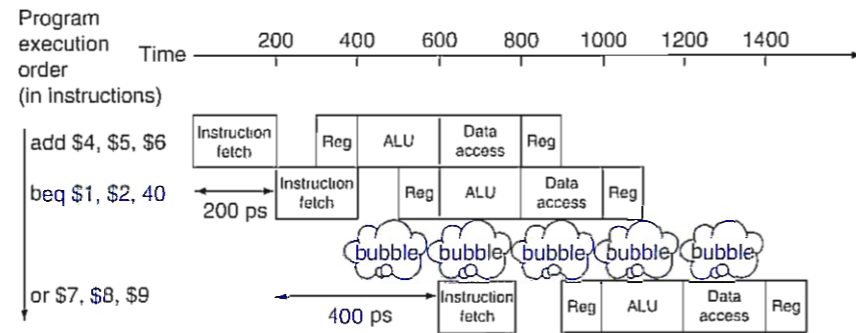 Program
execution
order
(in instructions)
Time
200 400 600 800 1000 1200 1400
add $4, $5, $6
Instruction
fetch
Reg
ALU
Data
access
Reg
beq $1, $2, 40
200 ps
Instruction
fetch
Reg
ALU
Data
access
Reg
bubble bubble bubble bubble bubble
or $7, $8, $9
400 ps
Instruction
fetch
Reg
ALU
Data
access
Reg